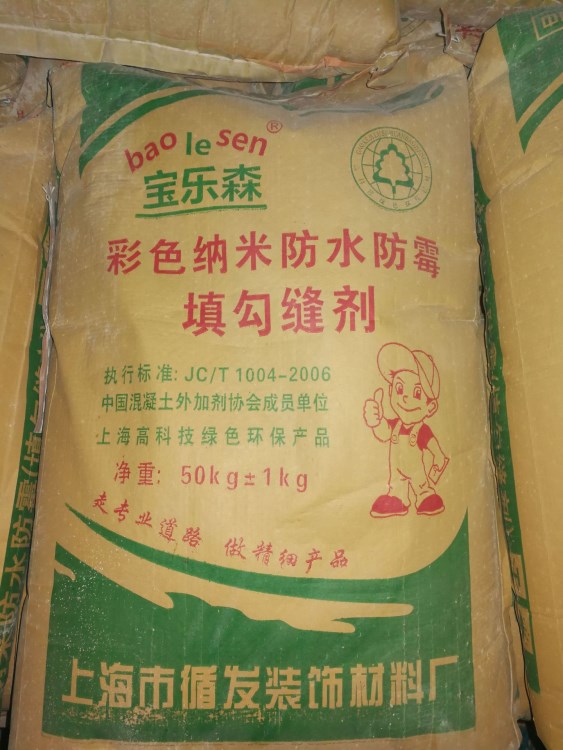 bao le sen®
宝乐森
彩色纳米防水防霉
填勾缝剂
执行标准: JC/T 1004-2006
中国混凝土外加剂协会成员单位
上海高科技绿色环保产品
净重: 50kg±1kg
走专业道路 做精细产品
上海市循发装饰材料厂